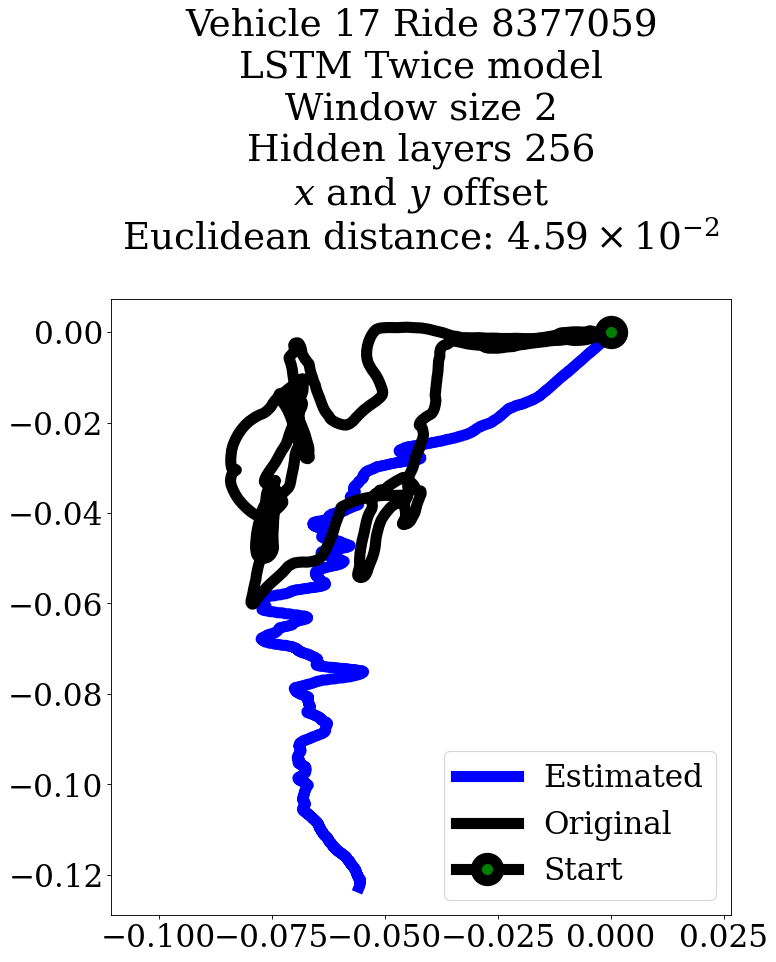 Vehicle 17 Ride 8377059
LSTM Twice model
Window size 2
Hidden layers 256
x and y offset
Euclidean distance: 4.59 × 10⁻²
0.00
−0.02
−0.04
−0.06
−0.08
−0.10
−0.12
Estimated
Original
Start
−0.100 −0.075 −0.050 −0.025 0.000 0.025